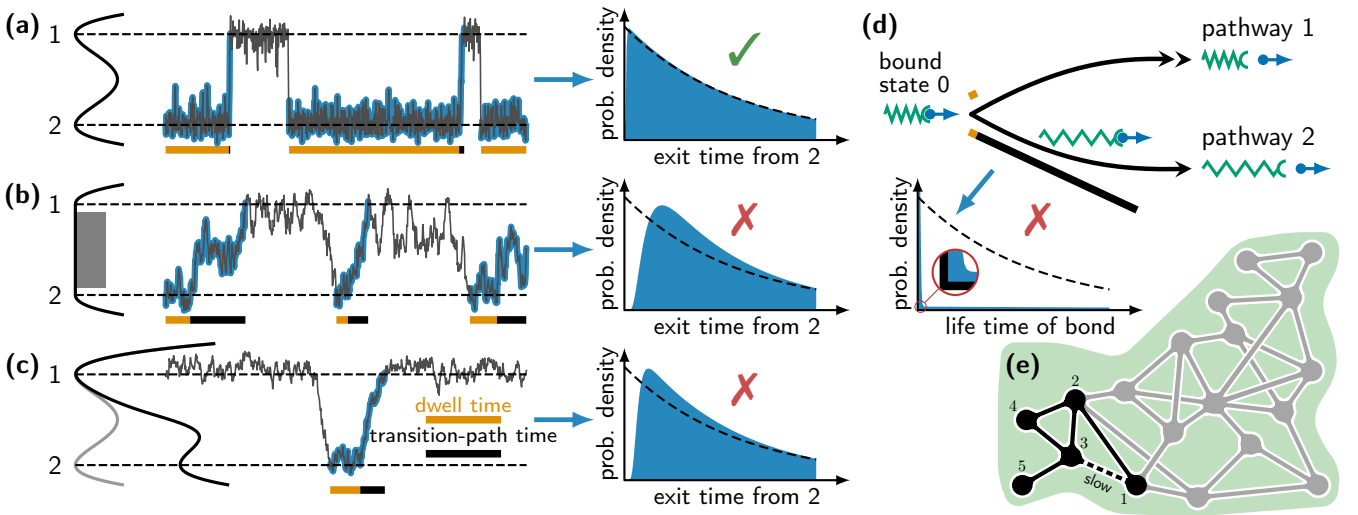 (a)
1
2
prob. density
exit time from 2
✓
(b)
1
2
prob. density
exit time from 2
✗
(c)
1
2
dwell time
transition-path time
prob. density
exit time from 2
✗
(d)
bound
state 0
pathway 1
pathway 2
prob. density
life time of bond
✗
(e)
2
4
3
5
slow
1